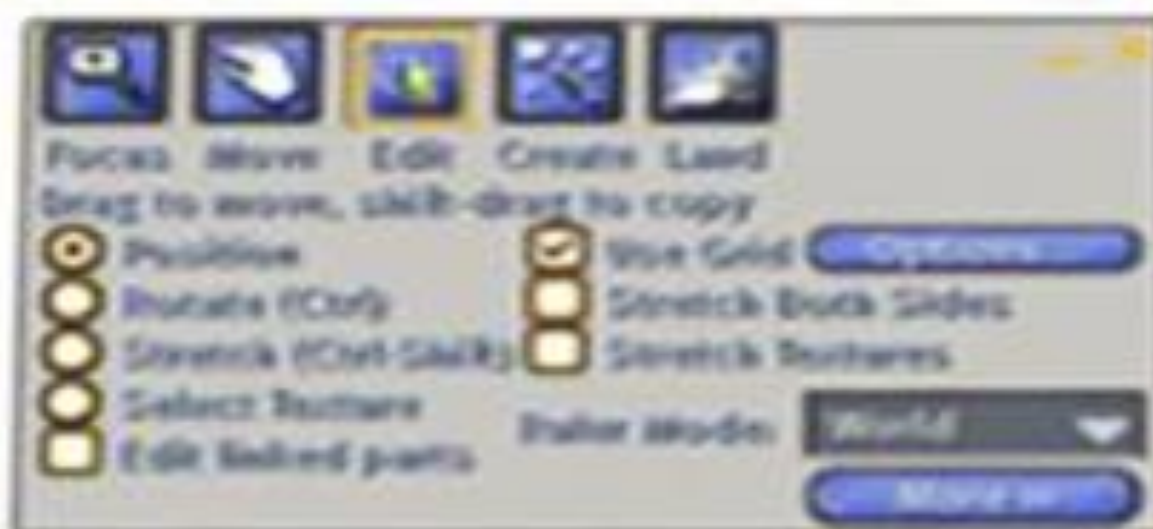 Focus Move Edit Create Land
Drag to move, shift-drag to copy
Position
Rotate (Ctrl)
Stretch (Ctrl-Shift)
Select Texture
Edit linked parts
Use Grid Options...
Stretch Both Sides
Stretch Textures
Ruler Mode: World
More >>